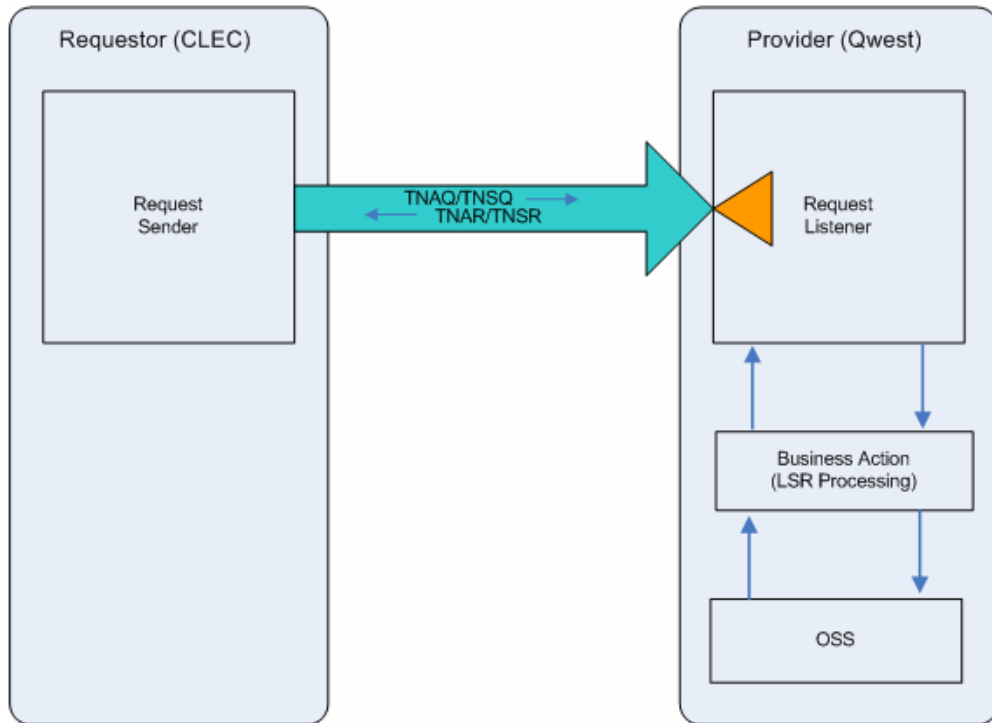 Requestor (CLEC)
Provider (Qwest)
Request
Sender
TNAQ/TNSQ
TNAR/TNSR
Request
Listener
Business Action
(LSR Processing)
OSS